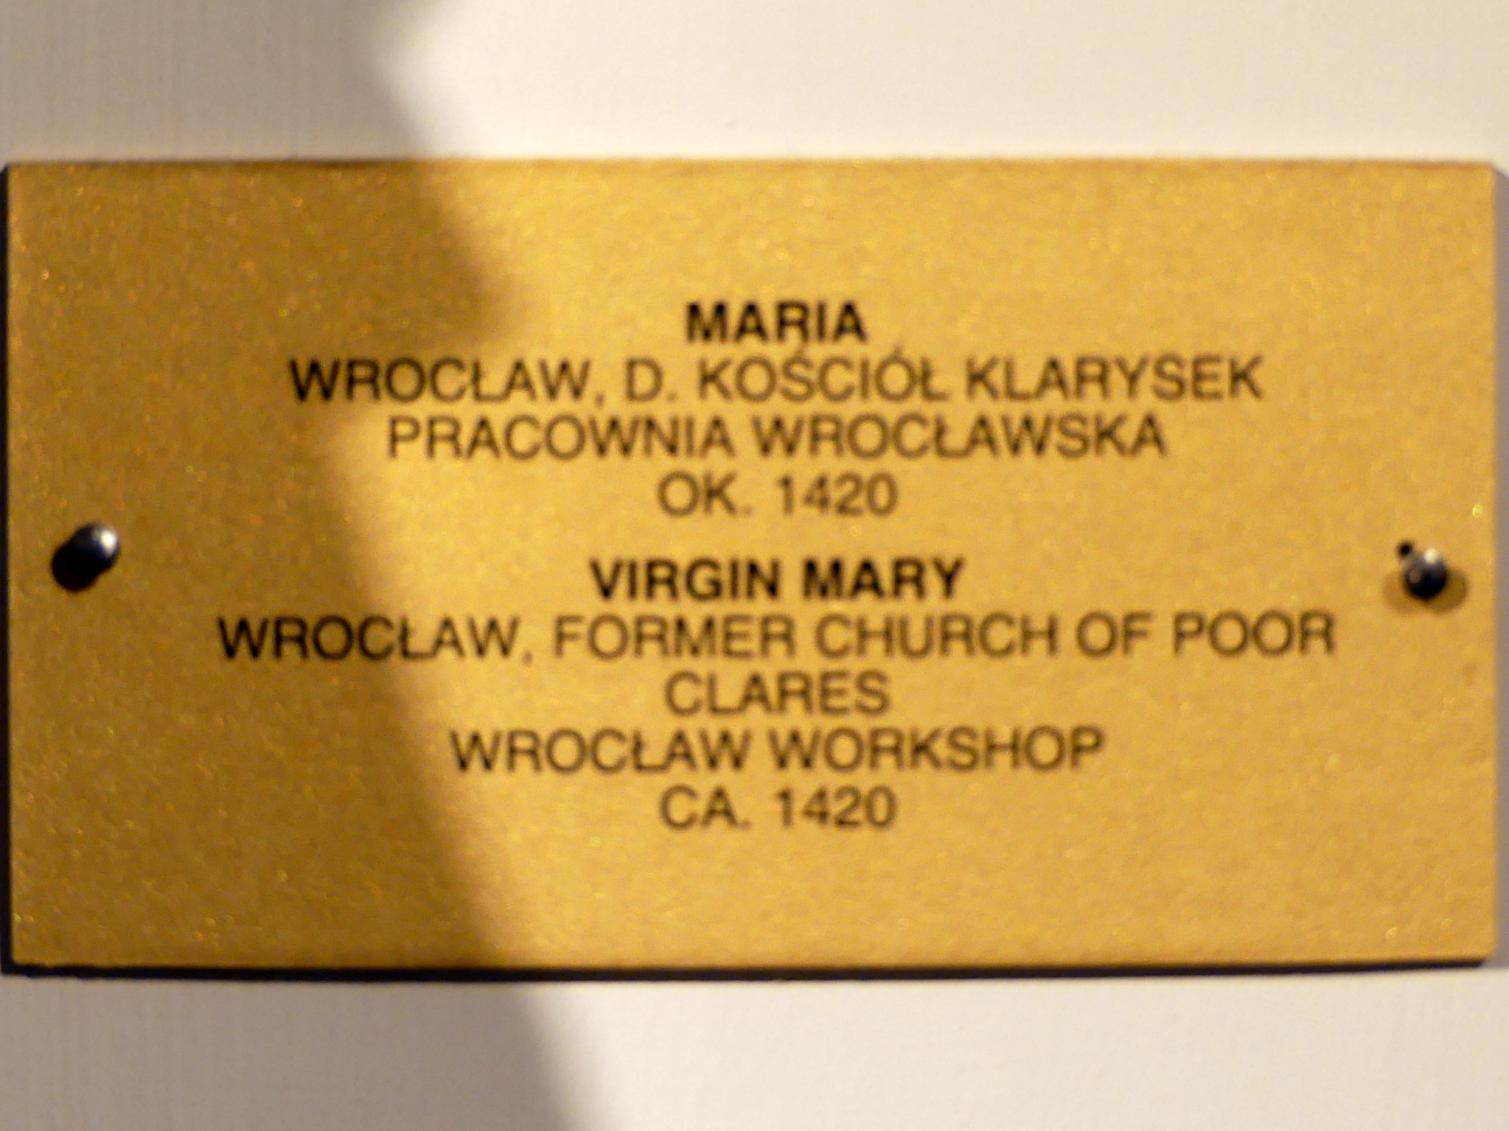 MARIA
WROCŁAW, D. KOŚCIÓŁ KLARYSEK
PRACOWNIA WROCŁAWSKA
OK. 1420
VIRGIN MARY
WROCŁAW, FORMER CHURCH OF POOR
CLARES
WROCŁAW WORKSHOP
CA. 1420